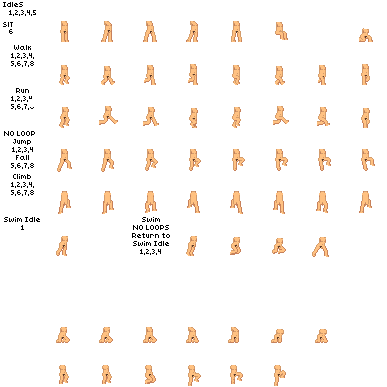 IdleS
1,2,3,4,5
SIT
6
Walk
1,2,3,4,
5,6,7,8
Run
1,2,3,4
5,6,7,
NO LOOP
Jump
1,2,3,4
Fall
5,6,7,8
Climb
1,2,3,4,
5,6,7,8
Swim Idle
1
Swim
NO LOOPS
Return to
Swim Idle
1,2,3,4